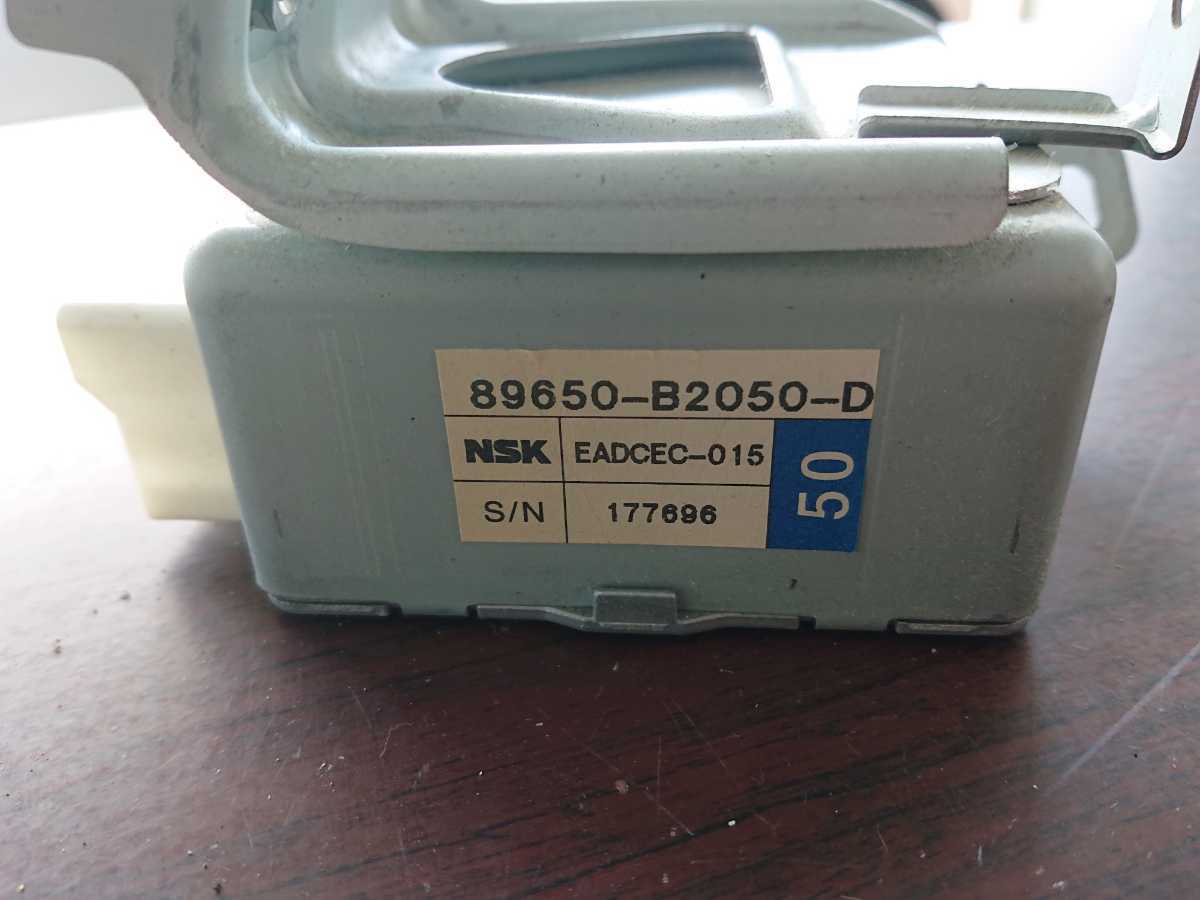 89650-B2050-D
NSK EADCEC-015
S/N 177696
50